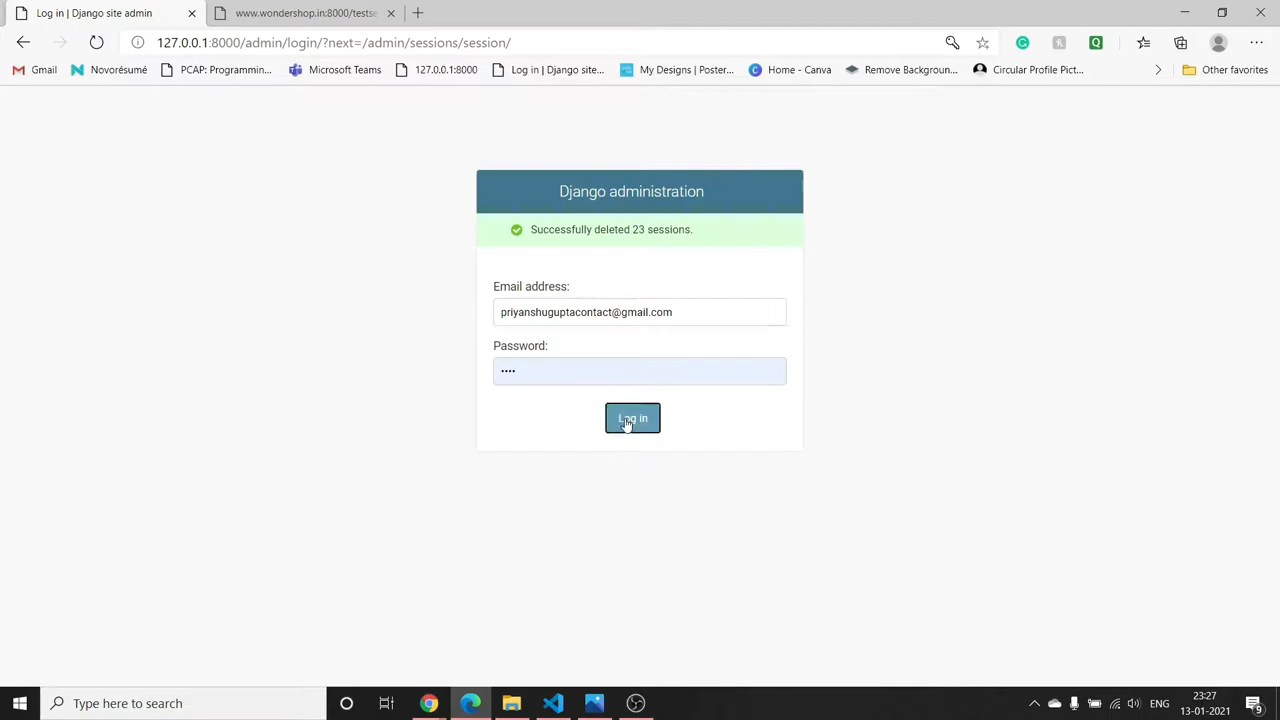 Log in | Django site admin
www.wondershop.in:8000/testse
127.0.0.1:8000/admin/login/?next=/admin/sessions/session/
Gmail
Novorésumé
PCAP: Programmin...
Microsoft Teams
127.0.0.1:8000
Log in | Django site...
My Designs | Poster...
Home - Canva
Remove Backgroun...
Circular Profile Pict...
Other favorites
Django administration
Successfully deleted 23 sessions.
Email address:
priyanshuguptacontact@gmail.com
Password:
••••
Log in
Type here to search
ENG
23:27
13-01-2021
9